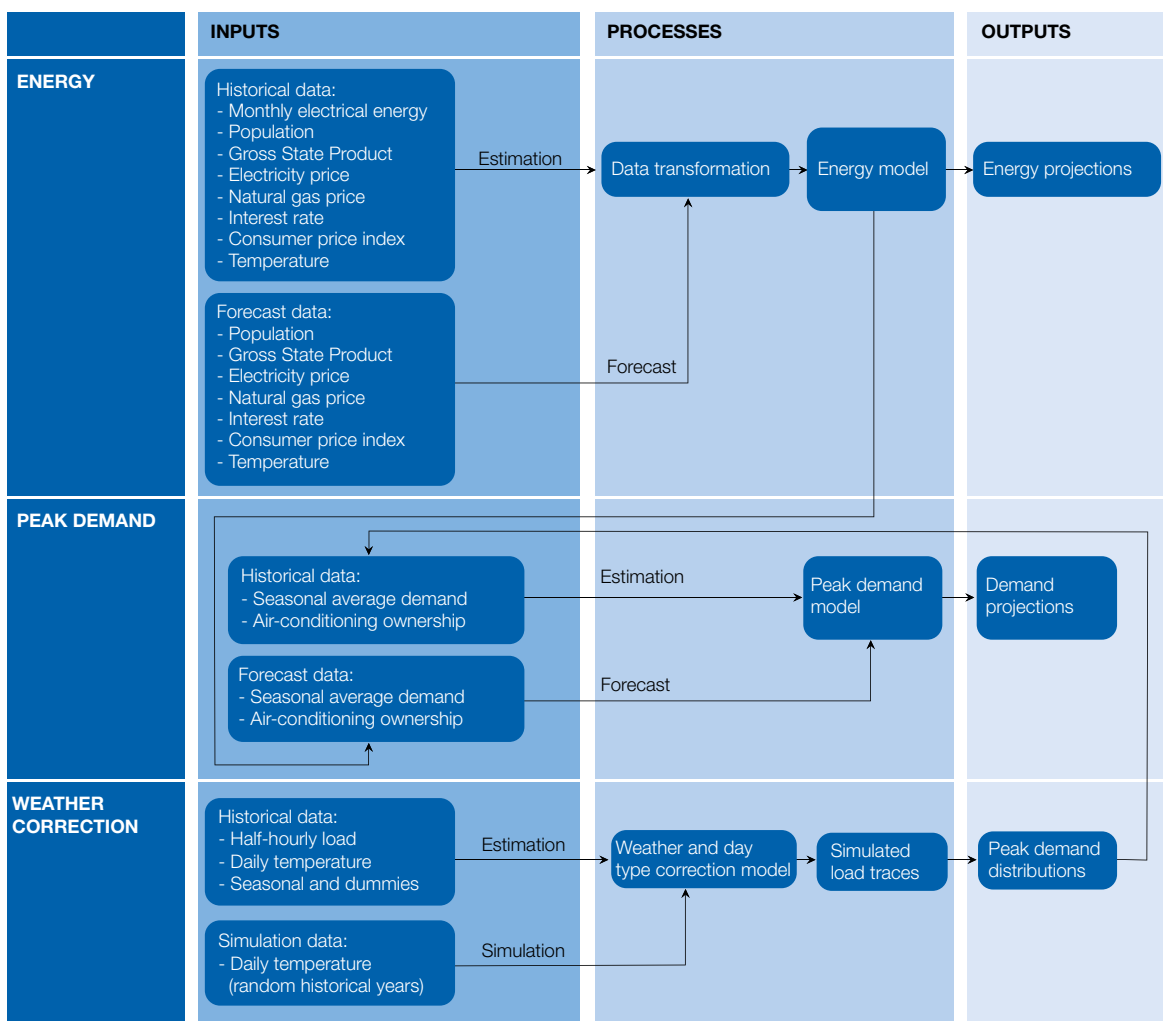 INPUTS
PROCESSES
OUTPUTS
ENERGY
Historical data:
- Monthly electrical energy
- Population
- Gross State Product
- Electricity price
- Natural gas price
- Interest rate
- Consumer price index
- Temperature
Estimation
Data transformation
Energy model
Energy projections
Forecast data:
- Population
- Gross State Product
- Electricity price
- Natural gas price
- Interest rate
- Consumer price index
- Temperature
Forecast
PEAK DEMAND
Historical data:
- Seasonal average demand
- Air-conditioning ownership
Estimation
Peak demand
model
Demand
projections
Forecast data:
- Seasonal average demand
- Air-conditioning ownership
Forecast
WEATHER
CORRECTION
Historical data:
- Half-hourly load
- Daily temperature
- Seasonal and dummies
Estimation
Weather and day
type correction model
Simulated
load traces
Peak demand
distributions
Simulation data:
- Daily temperature
(random historical years)
Simulation